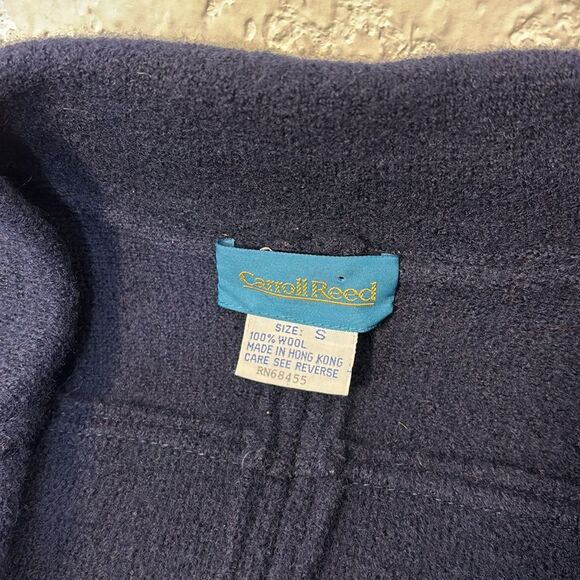 Carroll Reed
SIZE: S
100% WOOL
MADE IN HONG KONG
CARE SEE REVERSE
RN68455